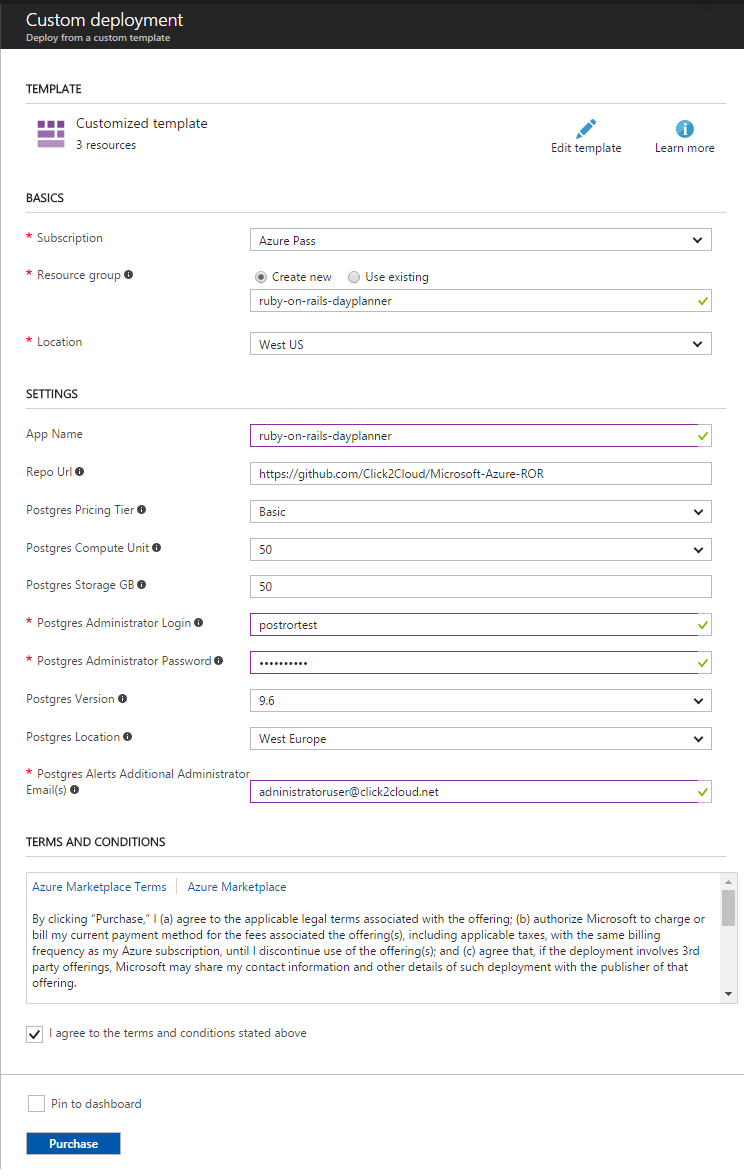 Custom deployment
Deploy from a custom template
TEMPLATE
Customized template
3 resources
Edit template
Learn more
BASICS
* Subscription
Azure Pass
* Resource group
Create new
Use existing
ruby-on-rails-dayplanner
* Location
West US
SETTINGS
App Name
ruby-on-rails-dayplanner
Repo Url
https://github.com/Click2Cloud/Microsoft-Azure-ROR
Postgres Pricing Tier
Basic
Postgres Compute Unit
50
Postgres Storage GB
50
* Postgres Administrator Login
postrortest
* Postgres Administrator Password
••••••••••
Postgres Version
9.6
Postgres Location
West Europe
* Postgres Alerts Additional Administrator
Email(s)
adninistratoruser@click2cloud.net
TERMS AND CONDITIONS
Azure Marketplace Terms
Azure Marketplace
By clicking “Purchase,” I (a) agree to the applicable legal terms associated with the offering; (b) authorize Microsoft to charge or
bill my current payment method for the fees associated the offering(s), including applicable taxes, with the same billing
frequency as my Azure subscription, until I discontinue use of the offering(s); and (c) agree that, if the deployment involves 3rd
party offerings, Microsoft may share my contact information and other details of such deployment with the publisher of that
offering.
I agree to the terms and conditions stated above
Pin to dashboard
Purchase